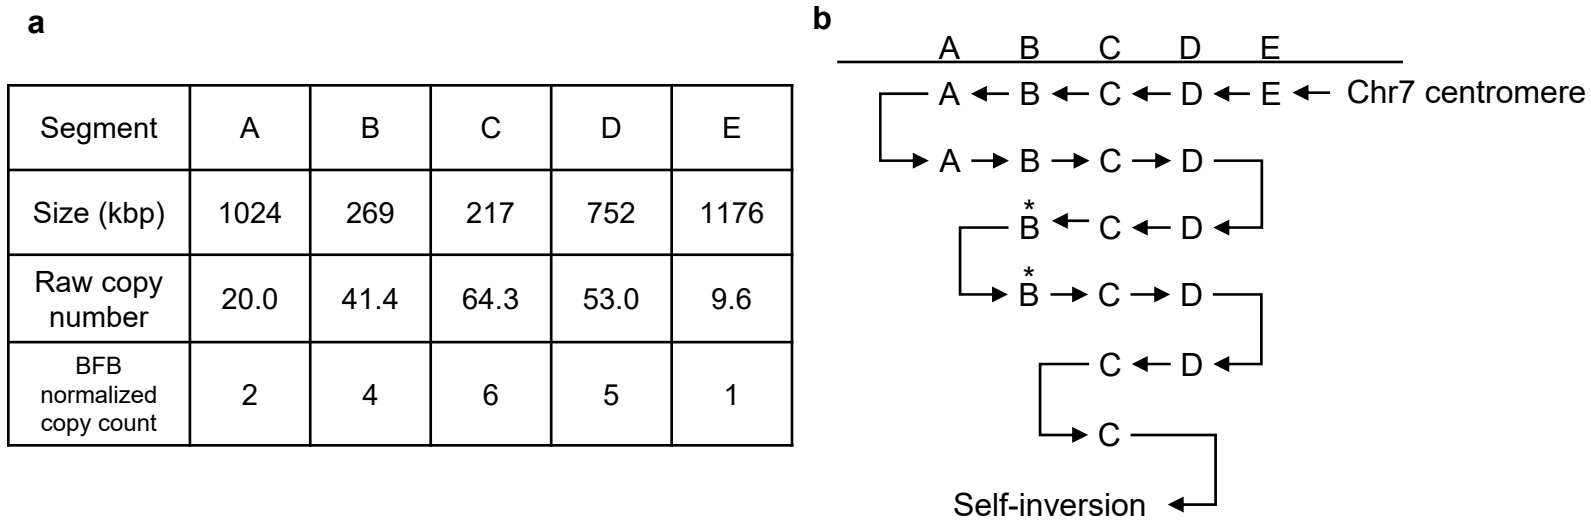 a
Segment A B C D E
Size (kbp) 1024 269 217 752 1176
Raw copy
number 20.0 41.4 64.3 53.0 9.6
BFB
normalized
copy count 2 4 6 5 1
b
A B C D E
A B C D E Chr7 centromere
A B C D
* 
B C D
*
B C D
C D
C
Self-inversion